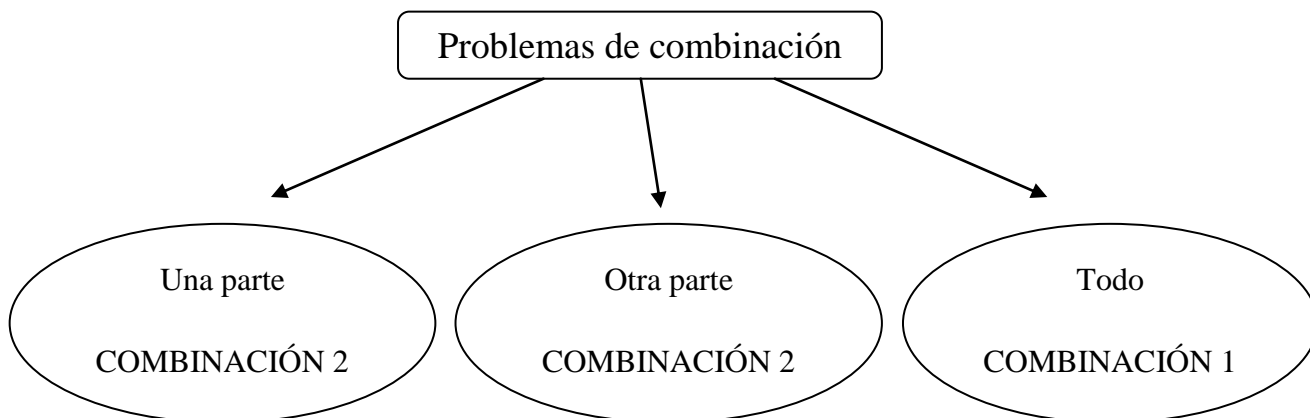 Problemas de combinación
Una parte
COMBINACIÓN 2
Otra parte
COMBINACIÓN 2
Todo
COMBINACIÓN 1